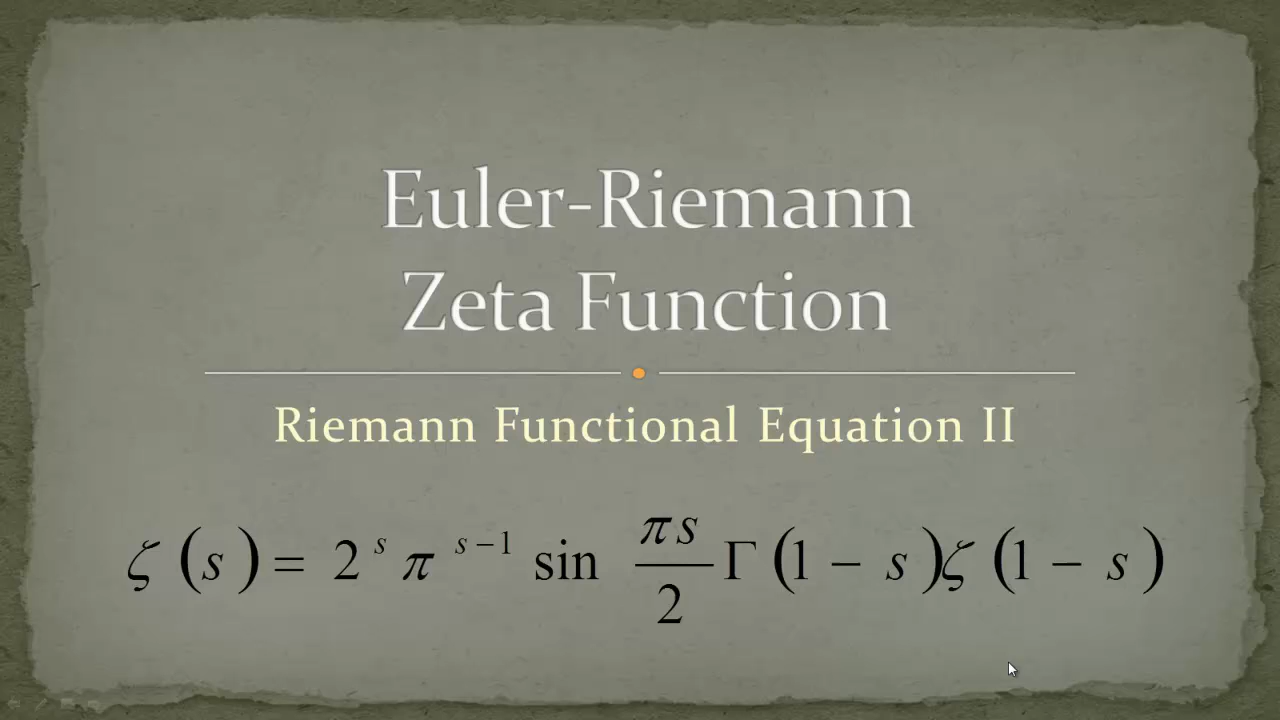 Euler-Riemann
Zeta Function
Riemann Functional Equation II
ζ(s) = 2^s π^(s−1) sin πs/2 Γ(1 − s)ζ(1 − s)